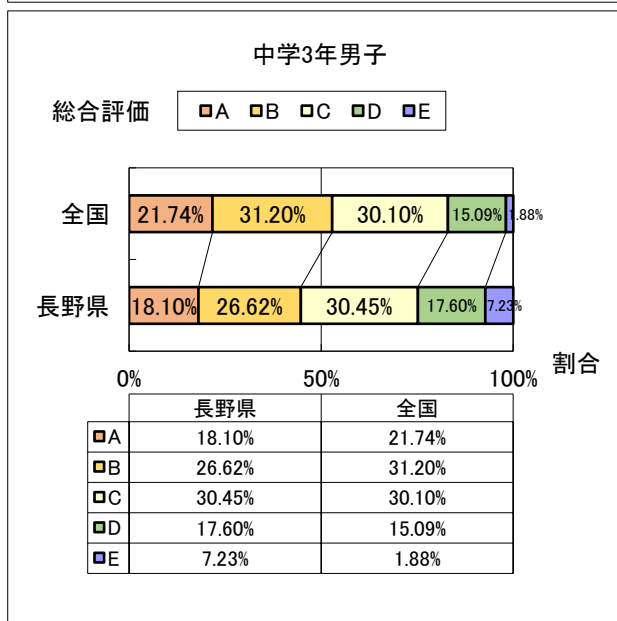 中学3年男子
総合評価 A B C D E
全国 21.74% 31.20% 30.10% 15.09% 1.88%
長野県 18.10% 26.62% 30.45% 17.60% 7.23%
割合
0% 50% 100%
長野県 全国
A 18.10% 21.74%
B 26.62% 31.20%
C 30.45% 30.10%
D 17.60% 15.09%
E 7.23% 1.88%